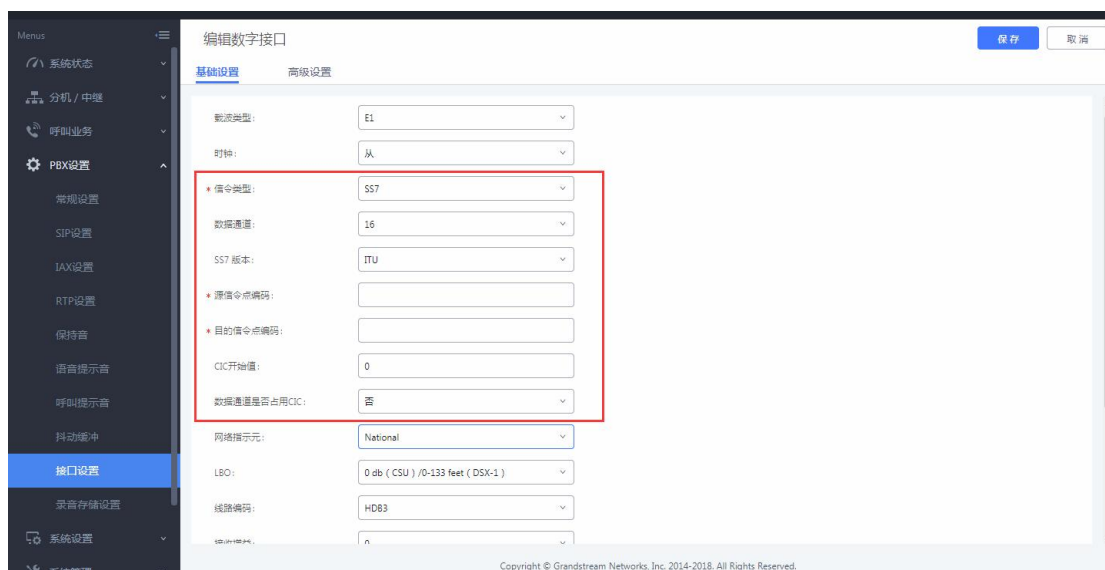 Menus
系统状态
分机 / 中继
呼叫业务
PBX设置
常规设置
SIP设置
IAX设置
RTP设置
保持音
语音提示音
呼叫提示音
抖动缓冲
接口设置
录音存储设置
系统设置
编辑数字接口
保存
取消
基础设置 高级设置
载波类型: E1
时钟: 从
* 信令类型: SS7
数据通道: 16
SS7 版本: ITU
* 源信令点编码:
* 目的信令点编码:
CIC开始值: 0
数据通道是否占用CIC: 否
网络指示元: National
LBO: 0 db ( CSU ) /0-133 feet ( DSX-1 )
线路编码: HDB3
Copyright © Grandstream Networks, Inc. 2014-2018. All Rights Reserved.